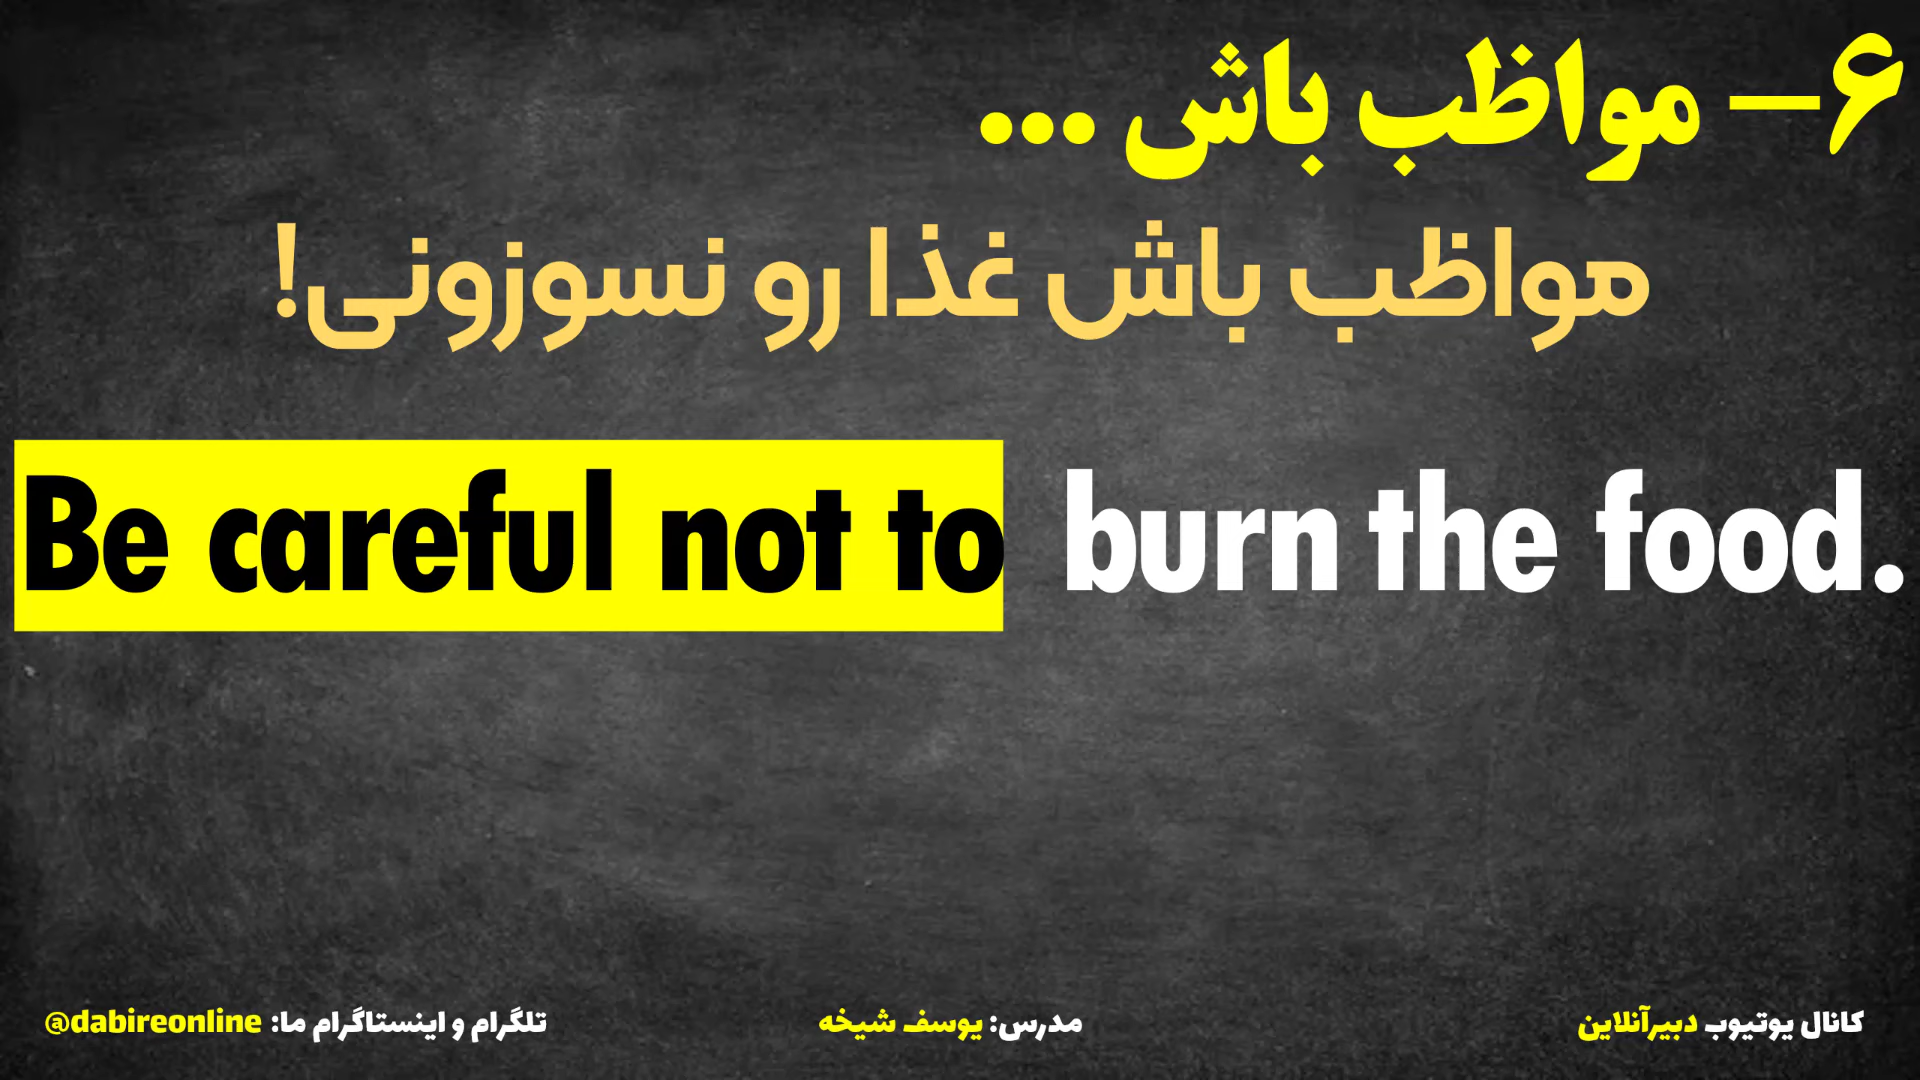 ۶– مواظب باش ...
مواظب باش غذا رو نسوزونی!
Be careful not to burn the food.
کانال یوتیوب دبیرآنلاین
مدرس: یوسف شیخه
تلگرام و اینستاگرام ما: @dabireonline